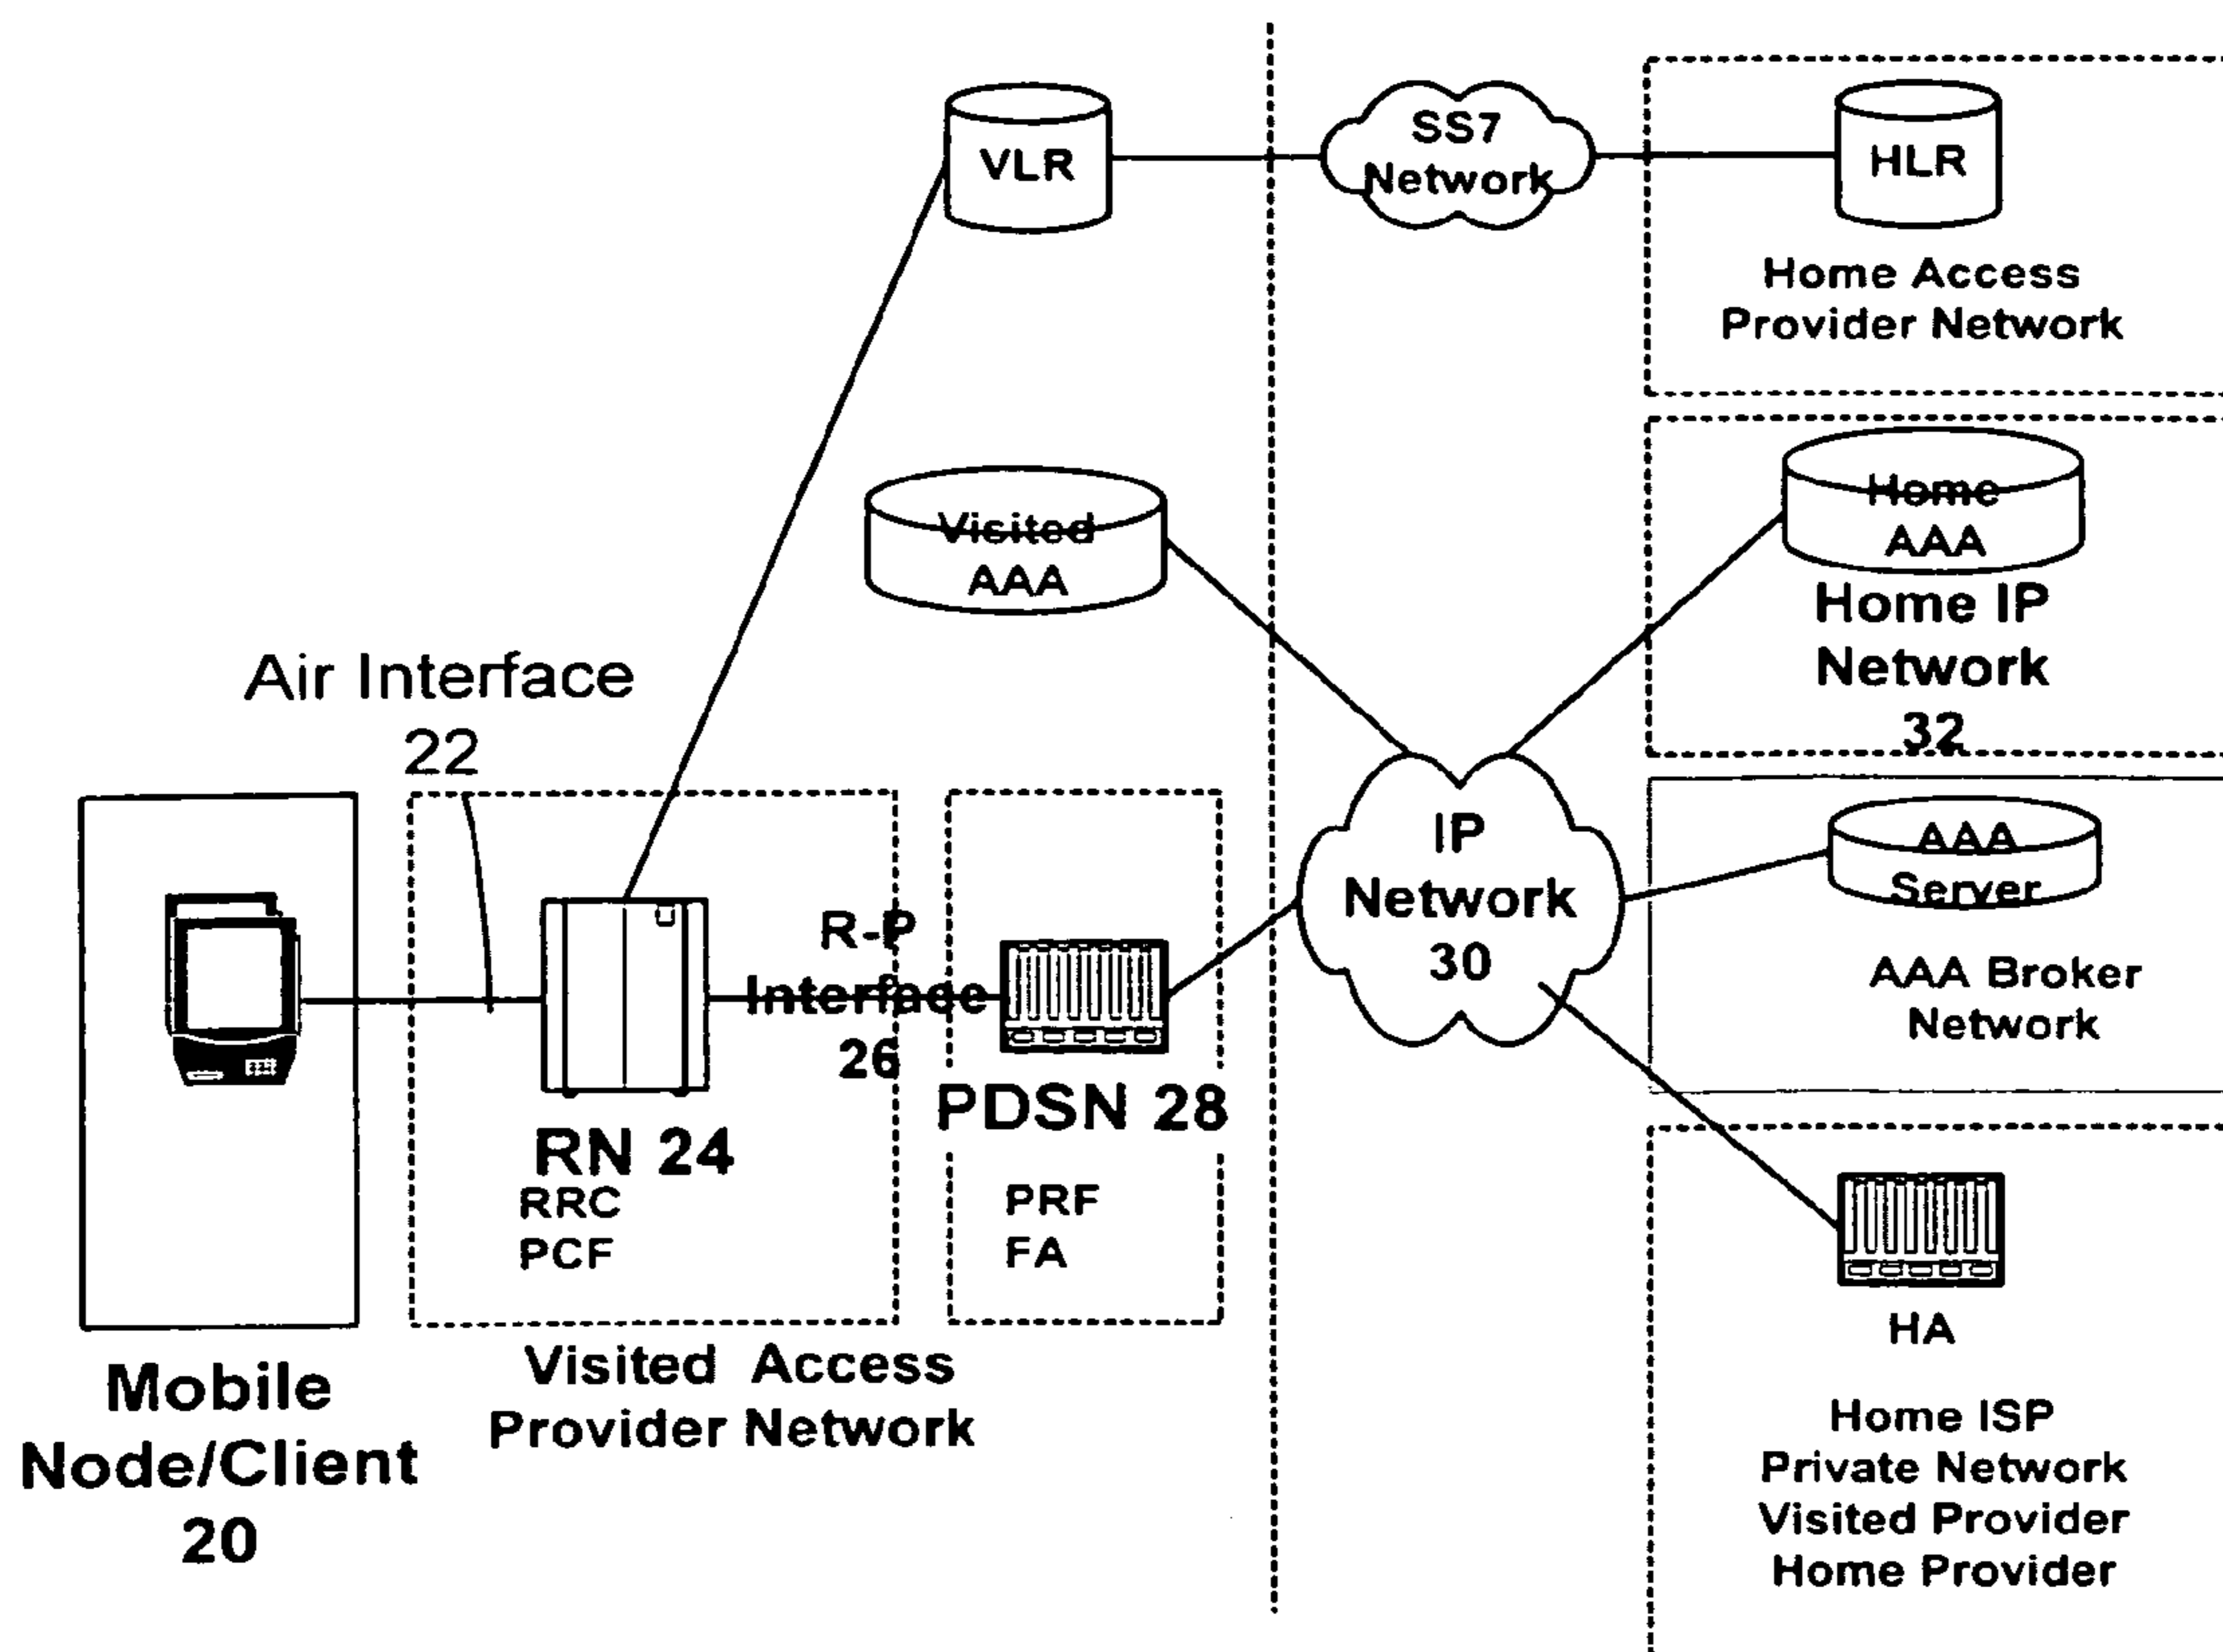 VLR
SS7
Network
HLR
Home Access
Provider Network
Visited
AAA
Home
AAA
Home IP
Network
32
Air Interface
22
IP
Network
30
AAA
Server
AAA Broker
Network
R-P
Interface
26
PDSN 28
RN 24
RRC
PCF
PRF
FA
HA
Mobile
Node/Client
20
Visited Access
Provider Network
Home ISP
Private Network
Visited Provider
Home Provider